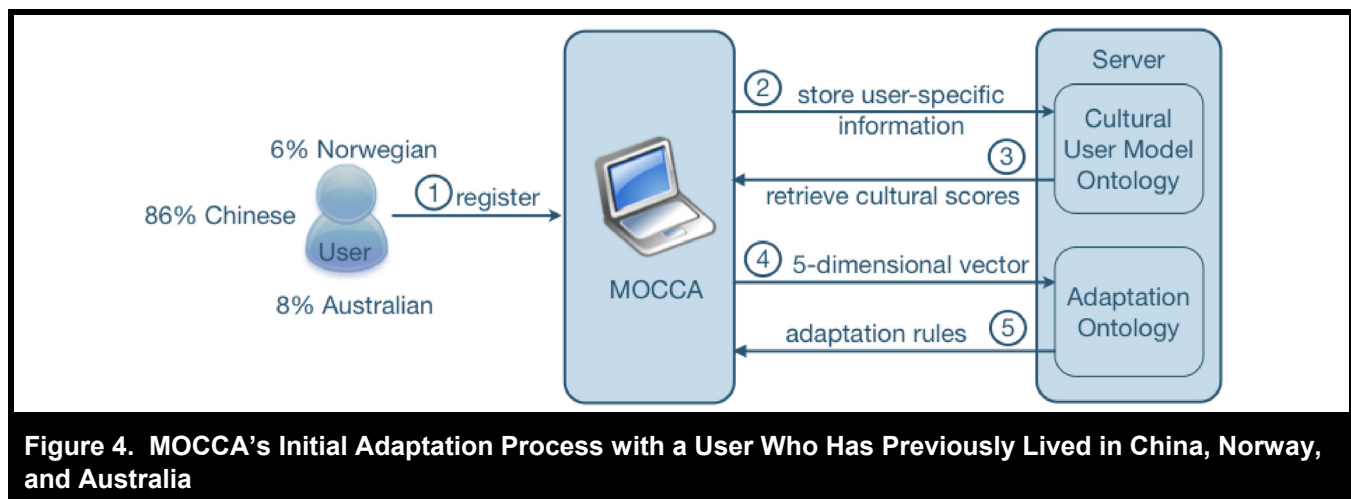 6% Norwegian
86% Chinese
User
8% Australian
1 register
MOCCA
2 store user-specific
information
3
retrieve cultural scores
4 5-dimensional vector
adaptation rules 5
Server
Cultural
User Model
Ontology
Adaptation
Ontology
Figure 4. MOCCA's Initial Adaptation Process with a User Who Has Previously Lived in China, Norway,
and Australia